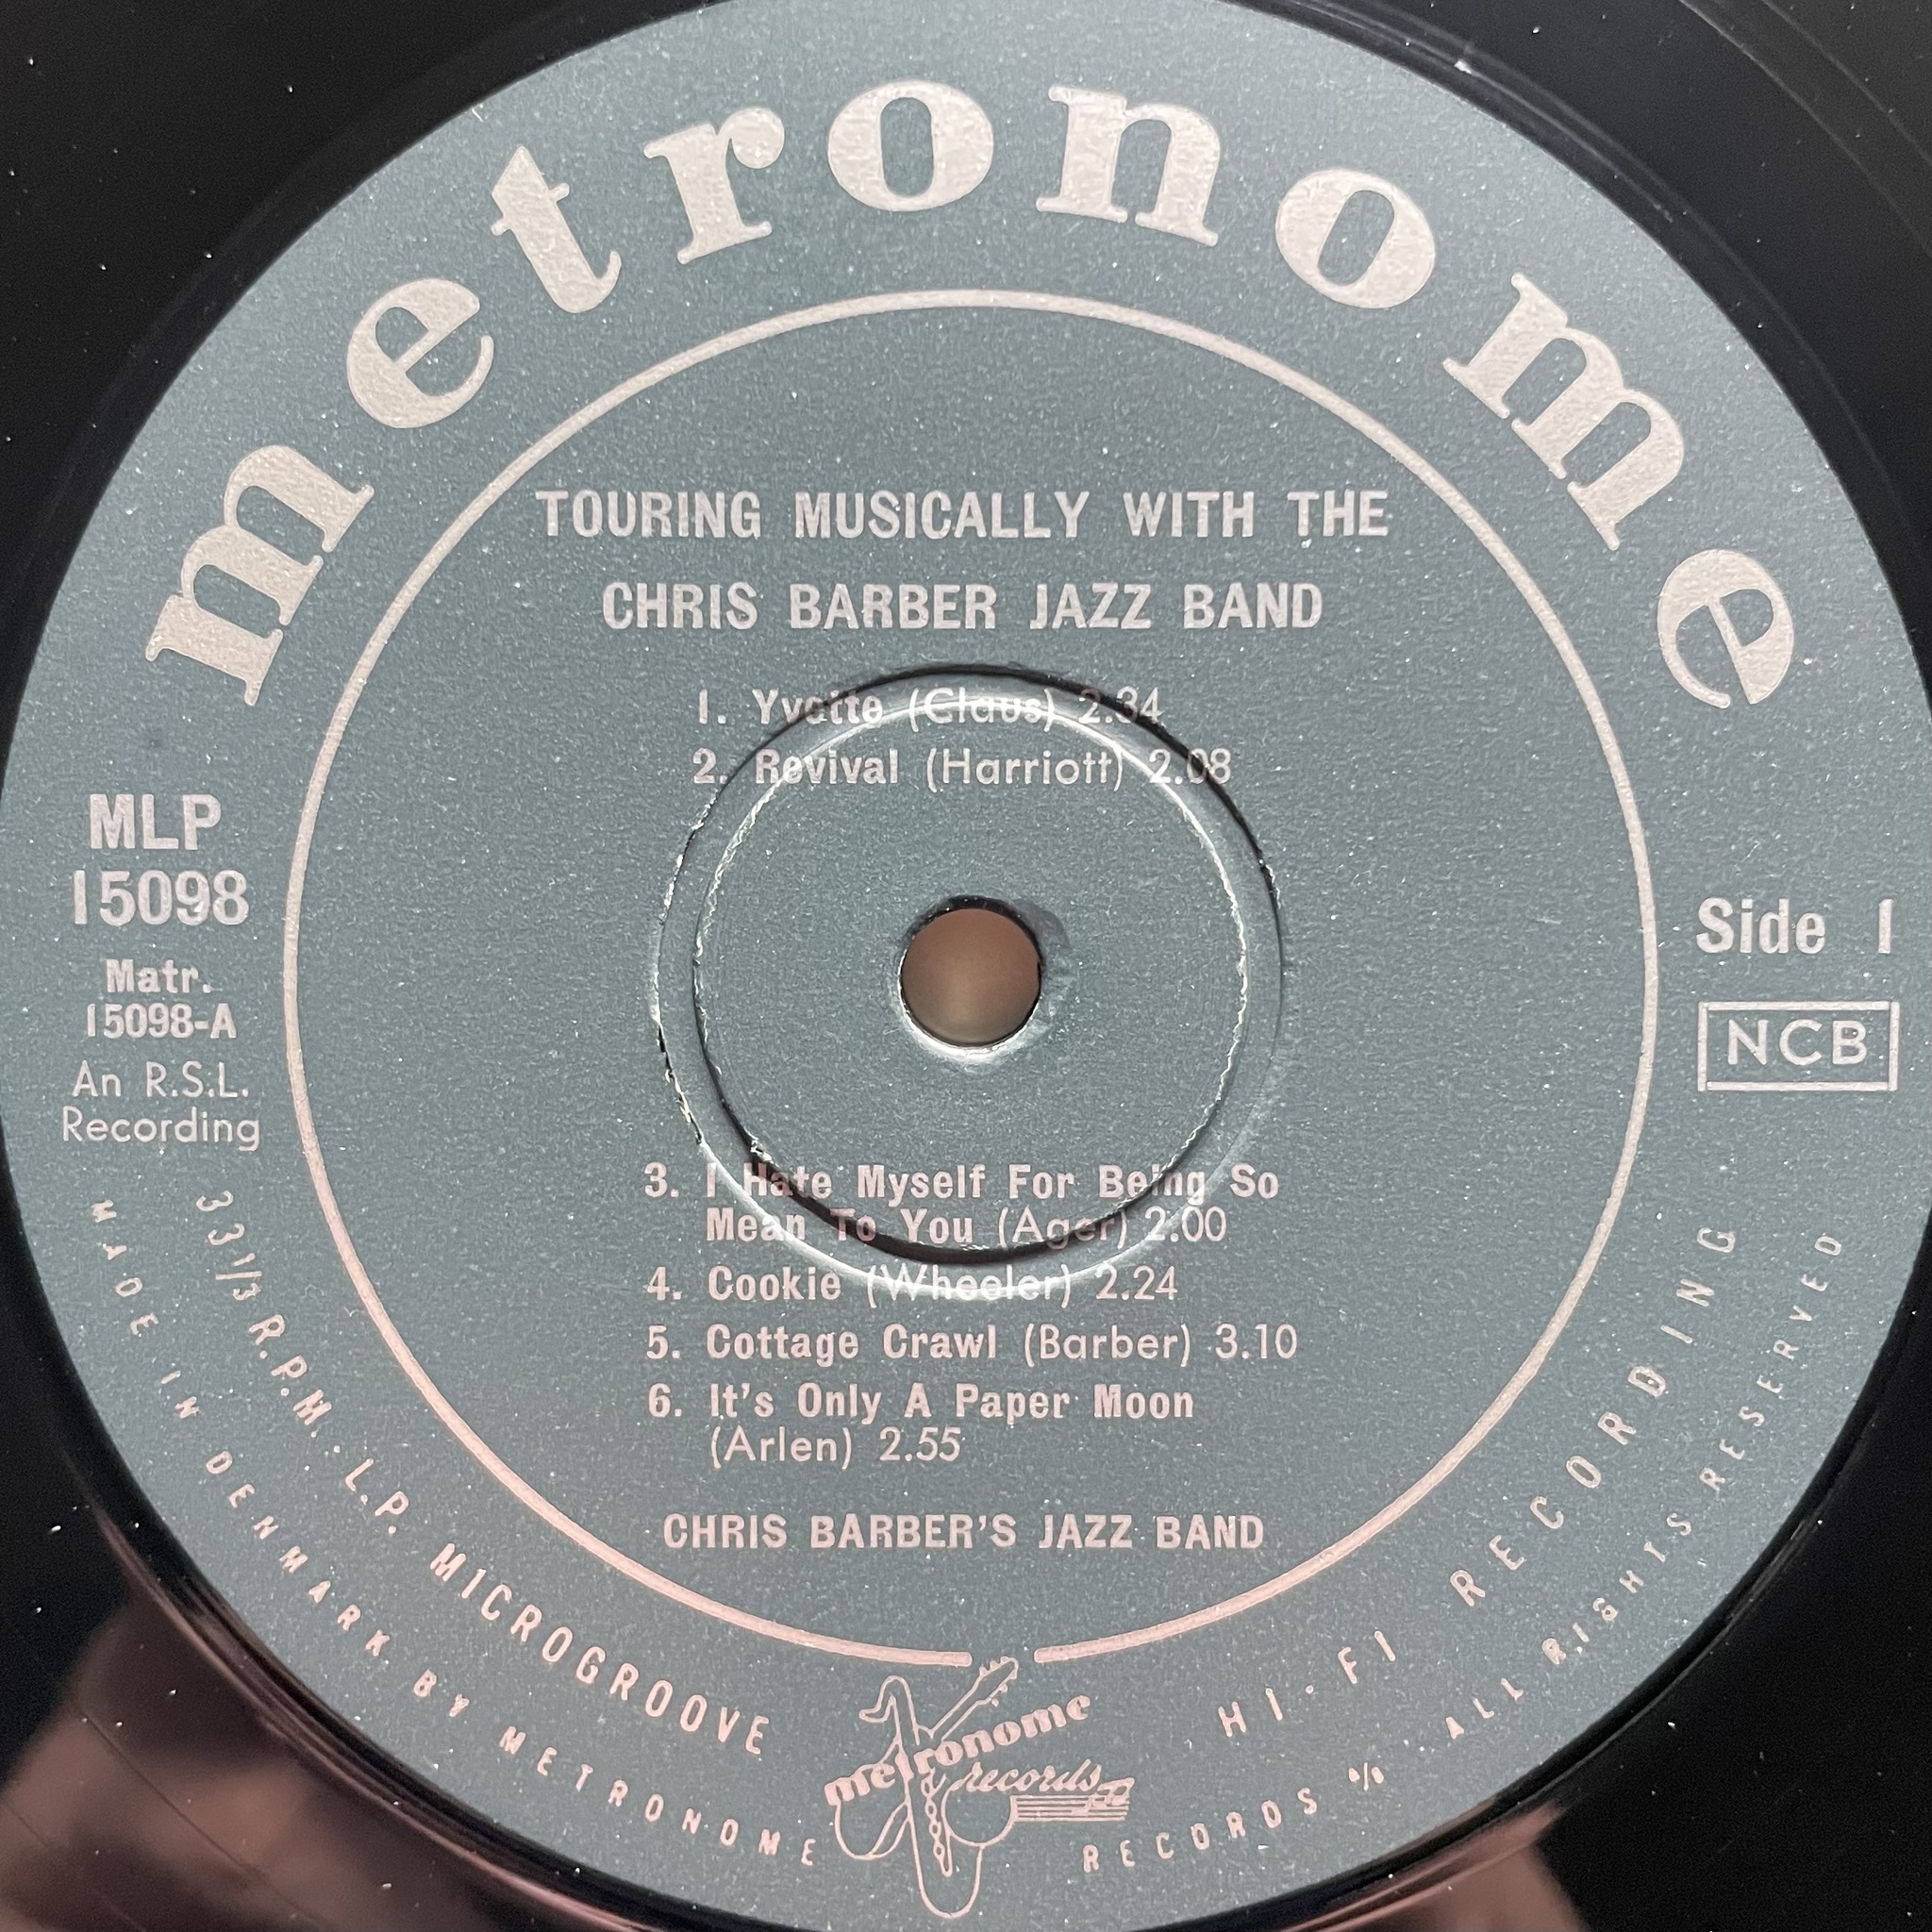 metronome
TOURING MUSICALLY WITH THE
CHRIS BARBER JAZZ BAND
1. Yvette (Claus) 2.34
2. Revival (Harriott) 2.08
MLP
15098
Matr.
15098-A
An R.S.L.
Recording
Side 1
NCB
3. I Hate Myself For Being So
Mean To You (Ager) 2.00
4. Cookie (Wheeler) 2.24
5. Cottage Crawl (Barber) 3.10
6. It's Only A Paper Moon
(Arlen) 2.55
CHRIS BARBER'S JAZZ BAND
33 1/3 R.P.M. · L.P. MICROGROOVE
HI-FI RECORDING
metronome
records
MADE IN DENMARK BY METRONOME RECORDS A/S ALL RIGHTS RESERVED